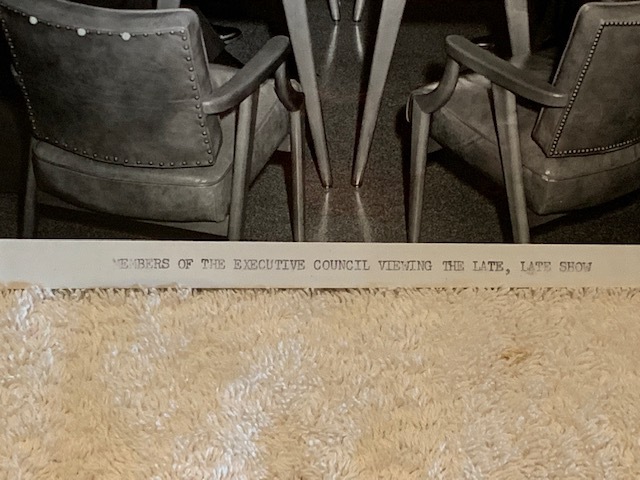 MEMBERS OF THE EXECUTIVE COUNCIL VIEWING THE LATE, LATE SHOW